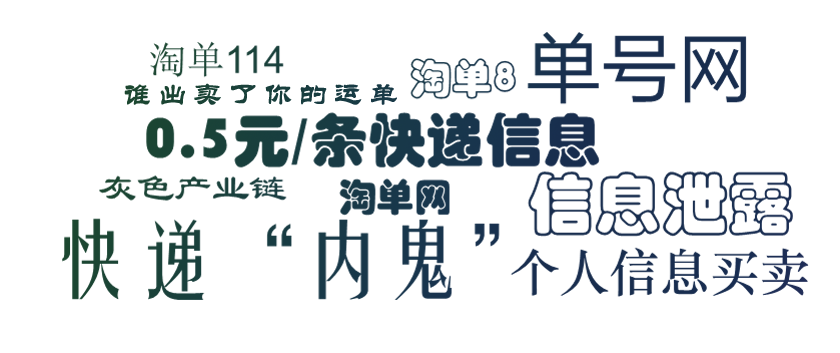 淘单114
淘单8
单号网
谁出卖了你的运单
0.5元/条快递信息
灰色产业链
淘单网
信息泄露
快递“内鬼”
个人信息买卖